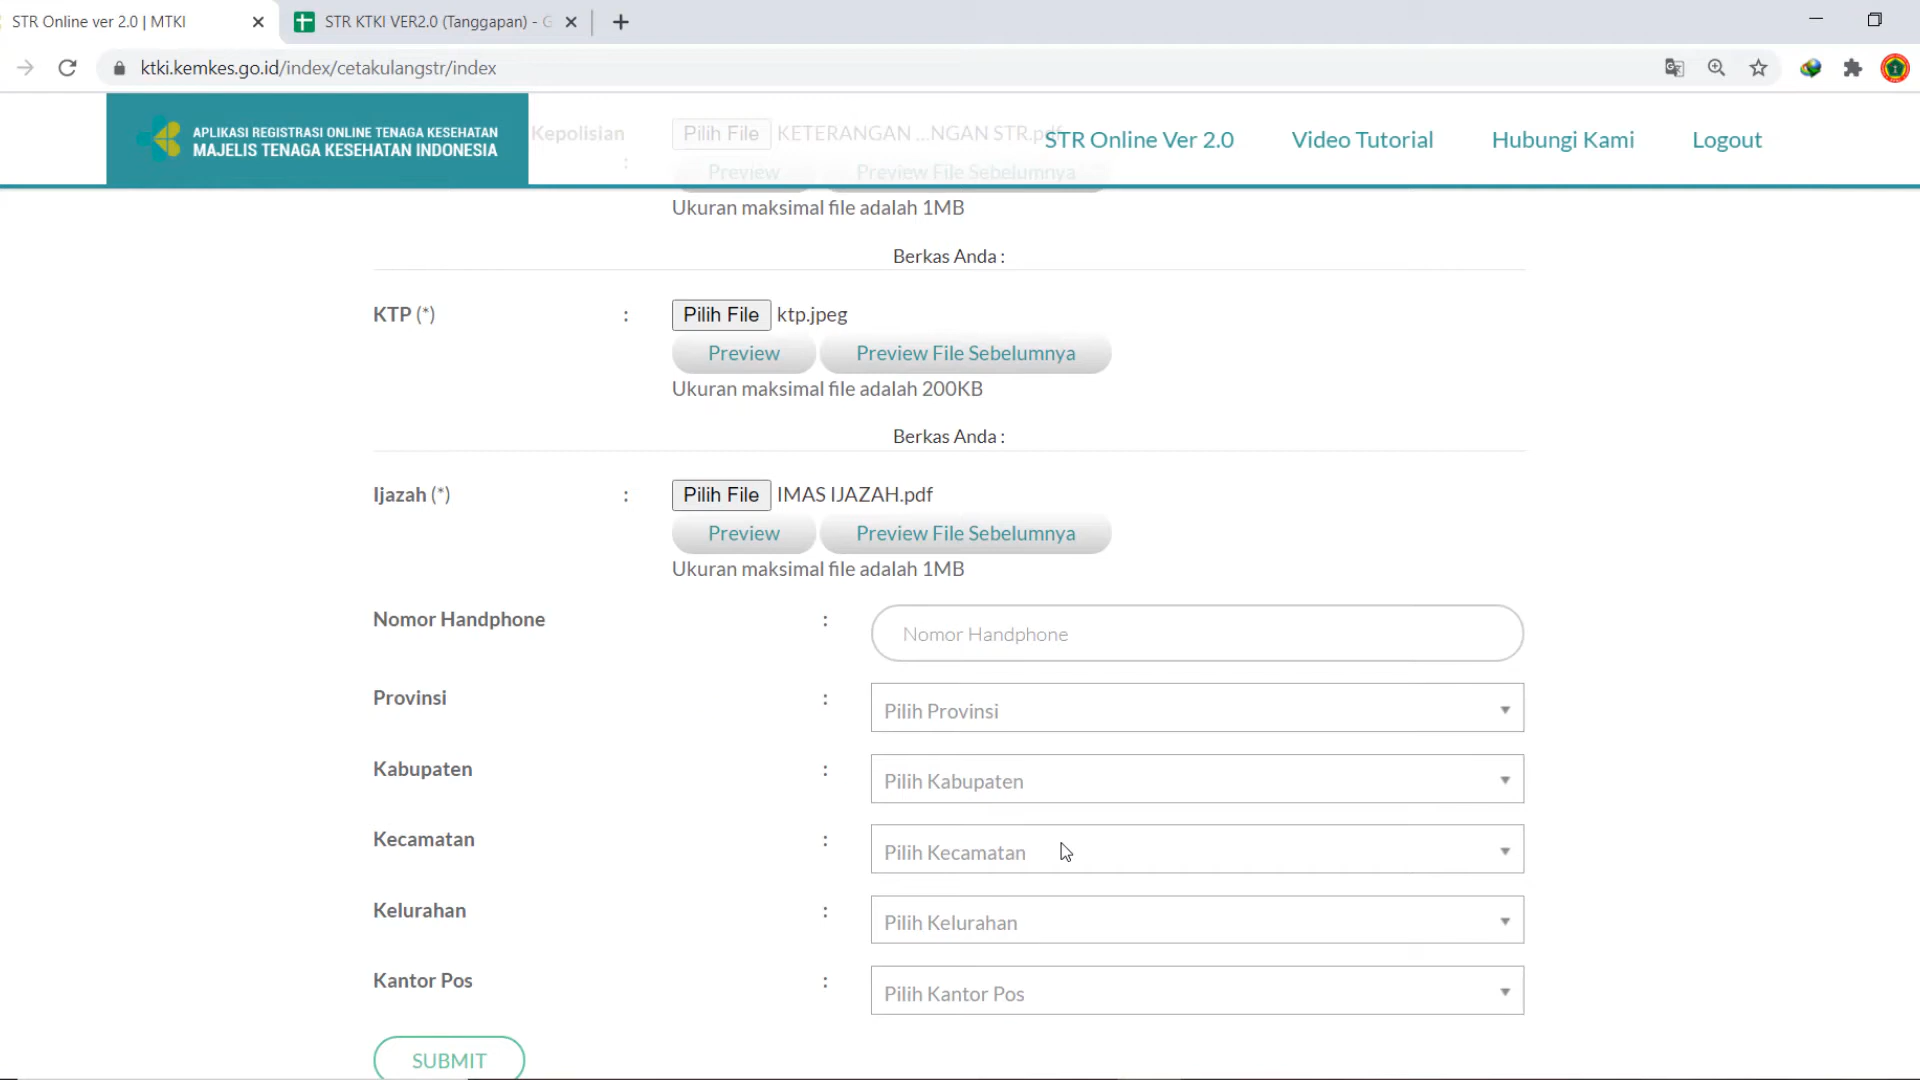 STR Online ver 2.0 | MTKI
STR KTKI VER2.0 (Tanggapan) - G
ktki.kemkes.go.id/index/cetakulangstr/index
APLIKASI REGISTRASI ONLINE TENAGA KESEHATAN
MAJELIS TENAGA KESEHATAN INDONESIA
STR Online Ver 2.0
Video Tutorial
Hubungi Kami
Logout
Kepolisian : Pilih File KETERANGAN ...NGAN STR.pdf
Preview Preview File Sebelumnya
Ukuran maksimal file adalah 1MB
Berkas Anda :
KTP (*) : Pilih File ktp.jpeg
Preview Preview File Sebelumnya
Ukuran maksimal file adalah 200KB
Berkas Anda :
Ijazah (*) : Pilih File IMAS IJAZAH.pdf
Preview Preview File Sebelumnya
Ukuran maksimal file adalah 1MB
Nomor Handphone : Nomor Handphone
Provinsi : Pilih Provinsi
Kabupaten : Pilih Kabupaten
Kecamatan : Pilih Kecamatan
Kelurahan : Pilih Kelurahan
Kantor Pos : Pilih Kantor Pos
SUBMIT